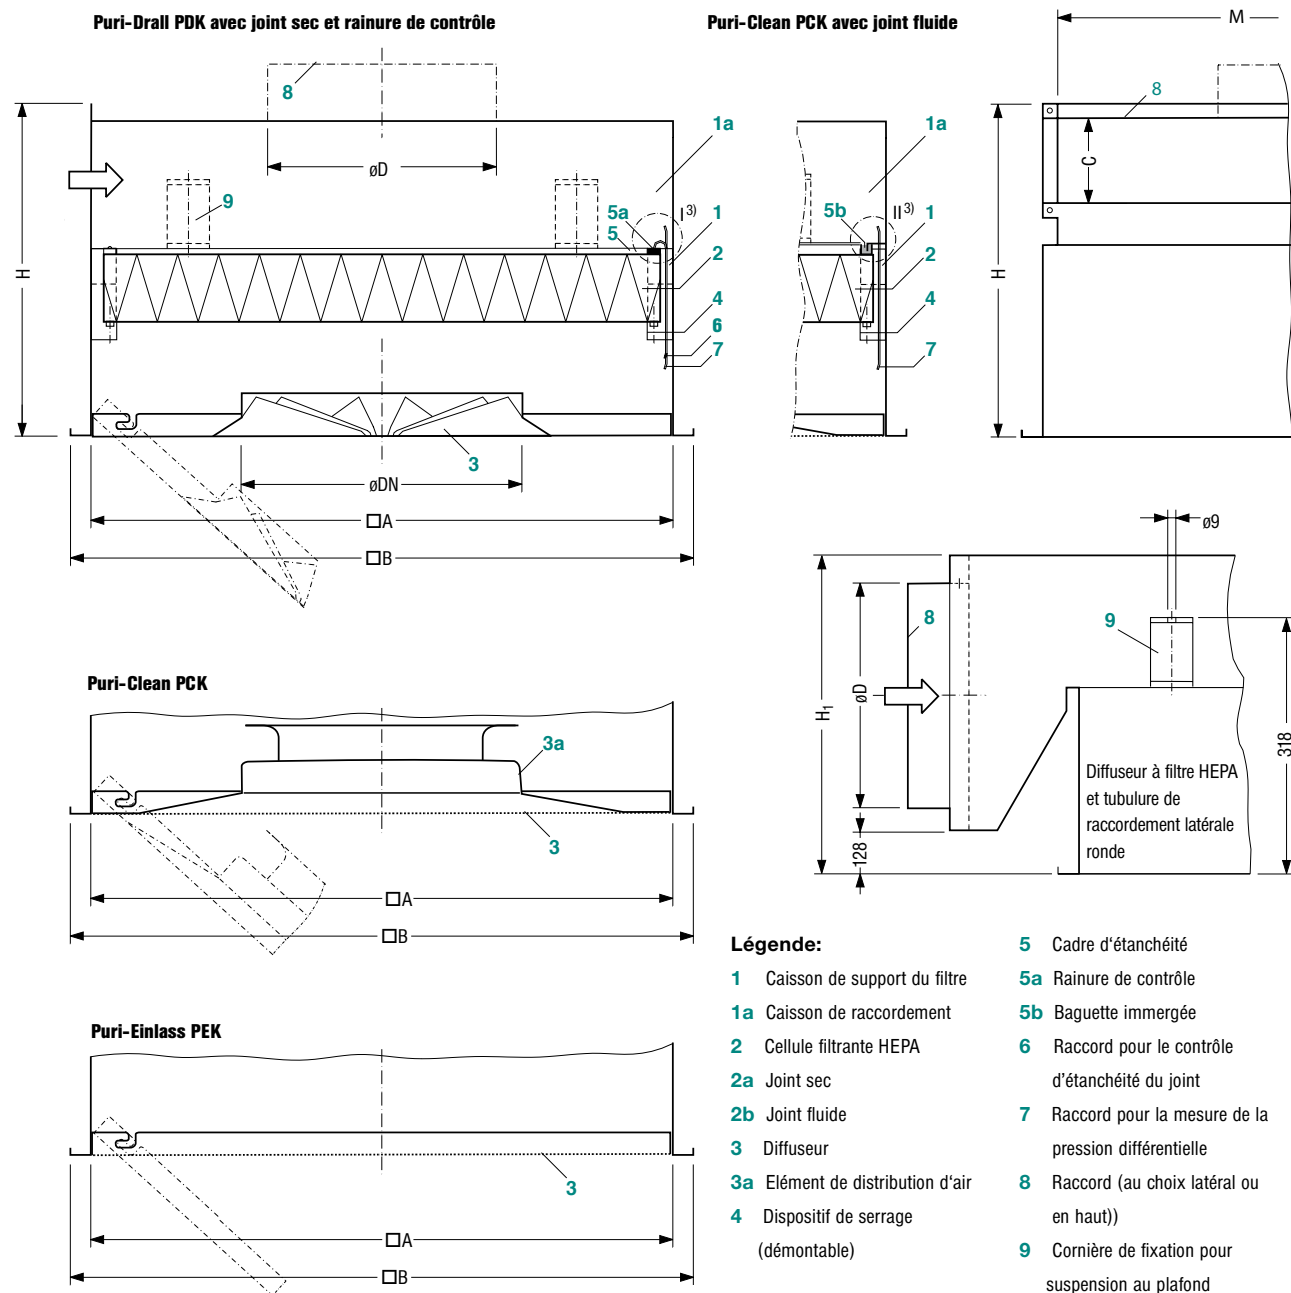 Puri-Drall PDK avec joint sec et rainure de contrôle
Puri-Clean PCK avec joint fluide
M
8
8
1a
1a
C
øD
9
5a
I³⁾
1
5b
II³⁾
1
5
2
2
H
H
4
4
6
7
7
3
øDN
□A
□B
ø9
8
9
øD
H₁
318
128
Diffuseur à filtre HEPA
et tubulure de
raccordement latérale
ronde
Puri-Clean PCK
3a
3
□A
□B
Puri-Einlass PEK
3
□A
□B
Légende:
1 Caisson de support du filtre
1a Caisson de raccordement
2 Cellule filtrante HEPA
2a Joint sec
2b Joint fluide
3 Diffuseur
3a Elément de distribution d‘air
4 Dispositif de serrage
(démontable)
5 Cadre d‘étanchéité
5a Rainure de contrôle
5b Baguette immergée
6 Raccord pour le contrôle
d’étanchéité du joint
7 Raccord pour la mesure de la
pression différentielle
8 Raccord (au choix latéral ou
en haut))
9 Cornière de fixation pour
suspension au plafond